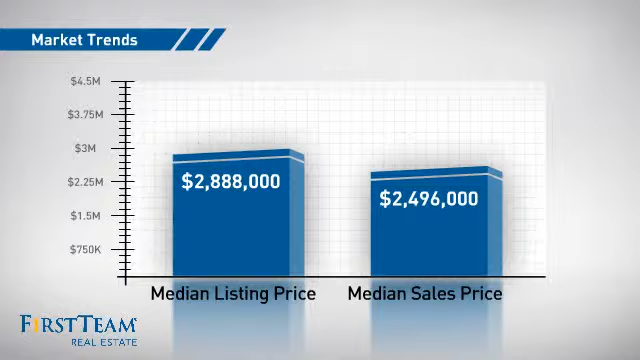 Market Trends
$4.5M
$3.75M
$3M
$2.25M
$1.5M
$750K
$2,888,000
$2,496,000
Median Listing Price
Median Sales Price
FIRSTTEAM®
REAL ESTATE